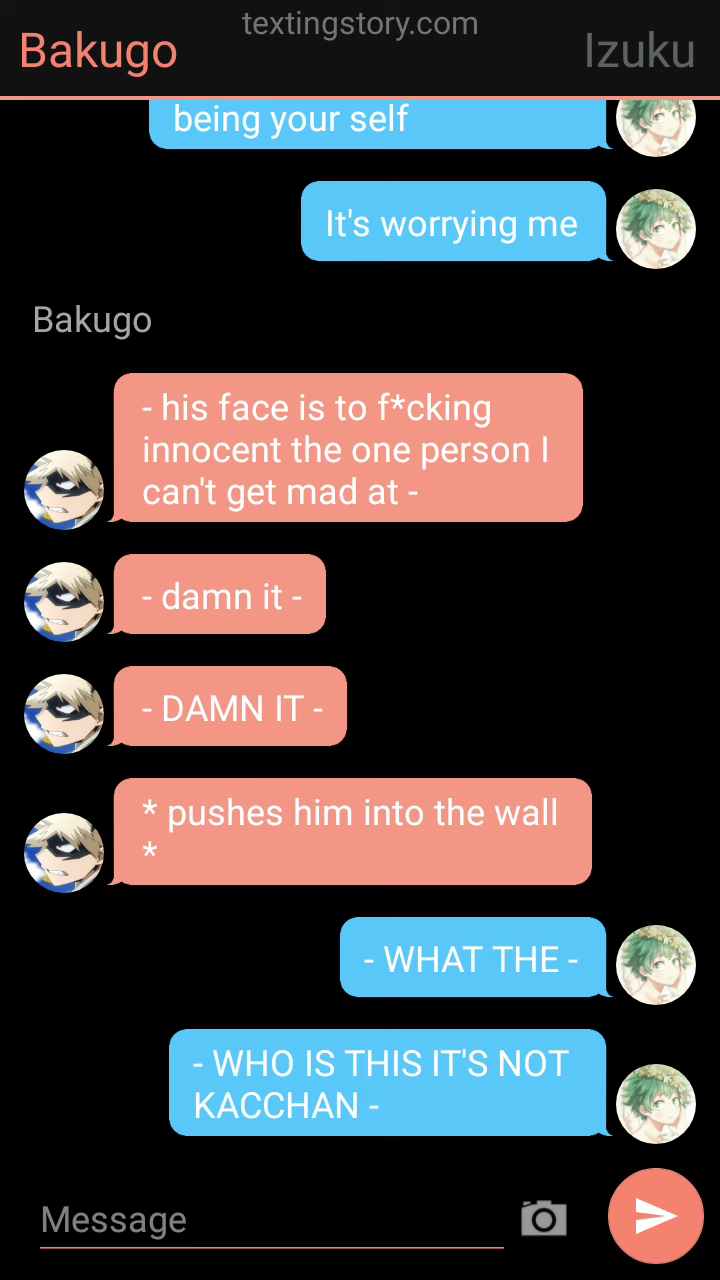 textingstory.com
Bakugo
Izuku
being your self
It's worrying me
Bakugo
- his face is to f*cking
innocent the one person I
can't get mad at -
- damn it -
- DAMN IT -
* pushes him into the wall
*
- WHAT THE -
- WHO IS THIS IT'S NOT
KACCHAN -
Message